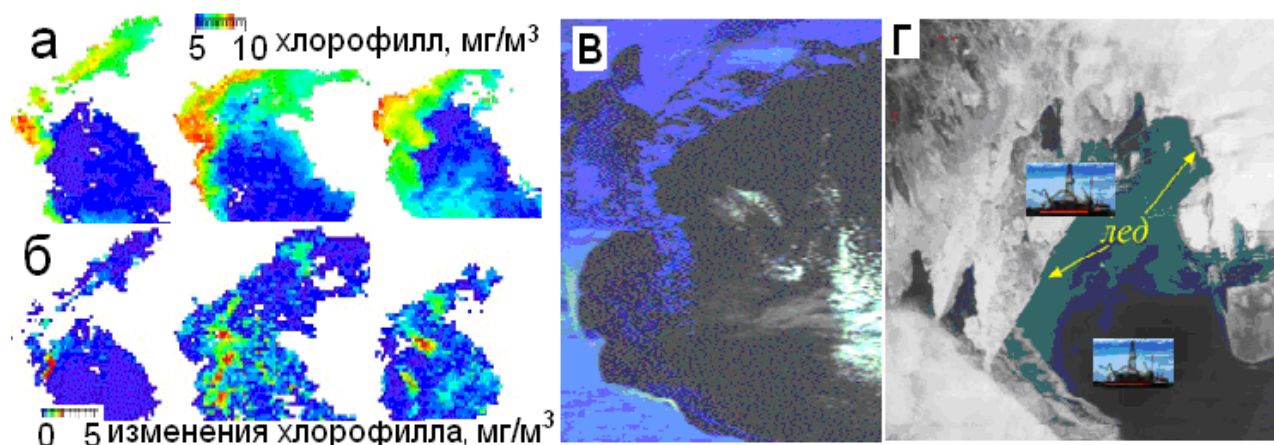 а
5 10 хлорофилл, мг/м³
б
0 5 изменения хлорофилла, мг/м³
в
г
лед